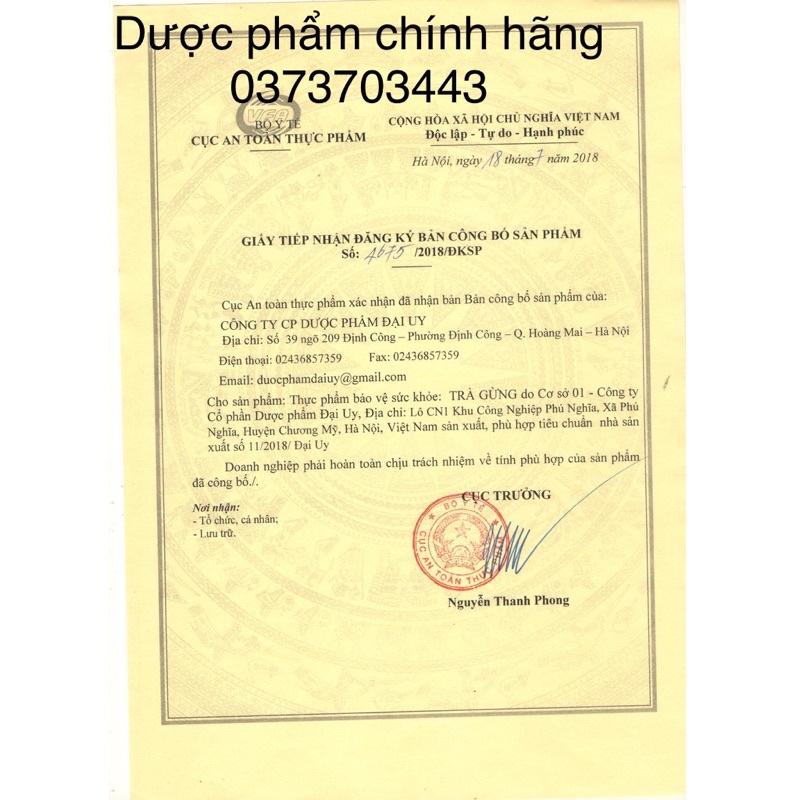 Dược phẩm chính hãng
0373703443
VFA
BỘ Y TẾ
CỤC AN TOÀN THỰC PHẨM
CỘNG HÒA XÃ HỘI CHỦ NGHĨA VIỆT NAM
Độc lập - Tự do - Hạnh phúc
Hà Nội, ngày 18 tháng 7 năm 2018
GIẤY TIẾP NHẬN ĐĂNG KÝ BẢN CÔNG BỐ SẢN PHẨM
Số: 4675 /2018/ĐKSP
Cục An toàn thực phẩm xác nhận đã nhận bản Bản công bố sản phẩm của:
CÔNG TY CP DƯỢC PHẨM ĐẠI UY
Địa chỉ: Số 39 ngõ 209 Định Công – Phường Định Công – Q. Hoàng Mai – Hà Nội
Điện thoại: 02436857359 Fax: 02436857359
Email: duocphamdaiuy@gmail.com
Cho sản phẩm: Thực phẩm bảo vệ sức khỏe: TRÀ GỪNG do Cơ sở 01 - Công ty
Cổ phần Dược phẩm Đại Uy, Địa chỉ: Lô CN1 Khu Công Nghiệp Phú Nghĩa, Xã Phú
Nghĩa, Huyện Chương Mỹ, Hà Nội, Việt Nam sản xuất, phù hợp tiêu chuẩn nhà sản
xuất số 11/2018/ Đại Uy
Doanh nghiệp phải hoàn toàn chịu trách nhiệm về tính phù hợp của sản phẩm
đã công bố./.
Nơi nhận:
- Tổ chức, cá nhân;
- Lưu trữ.
CỤC TRƯỞNG
BỘ Y TẾ
CỤC AN TOÀN THỰC PHẨM
Nguyễn Thanh Phong